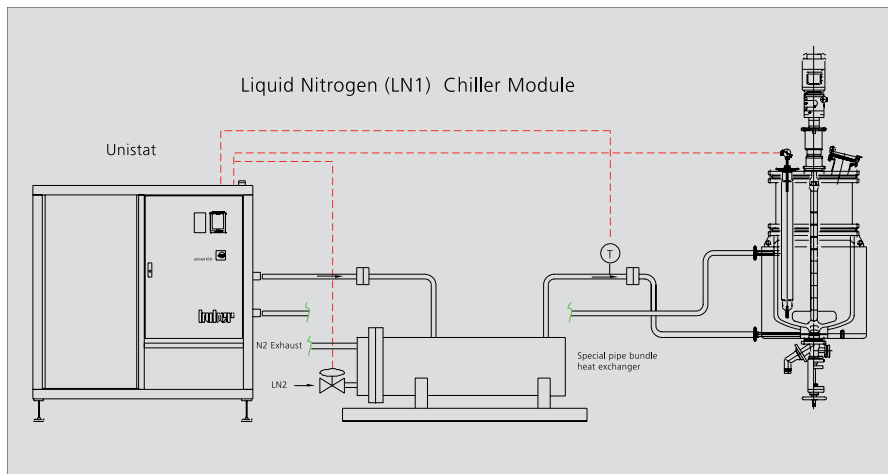 Liquid Nitrogen (LN1) Chiller Module
Unistat
T
huber
N2 Exhaust
LN2
Special pipe bundle
heat exchanger